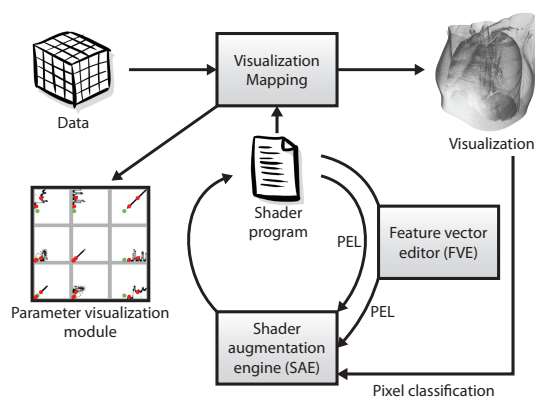 Visualization
Mapping
Data
Visualization
Shader
program
PEL
Feature vector
editor (FVE)
PEL
Parameter visualization
module
Shader
augmentation
engine (SAE)
Pixel classification